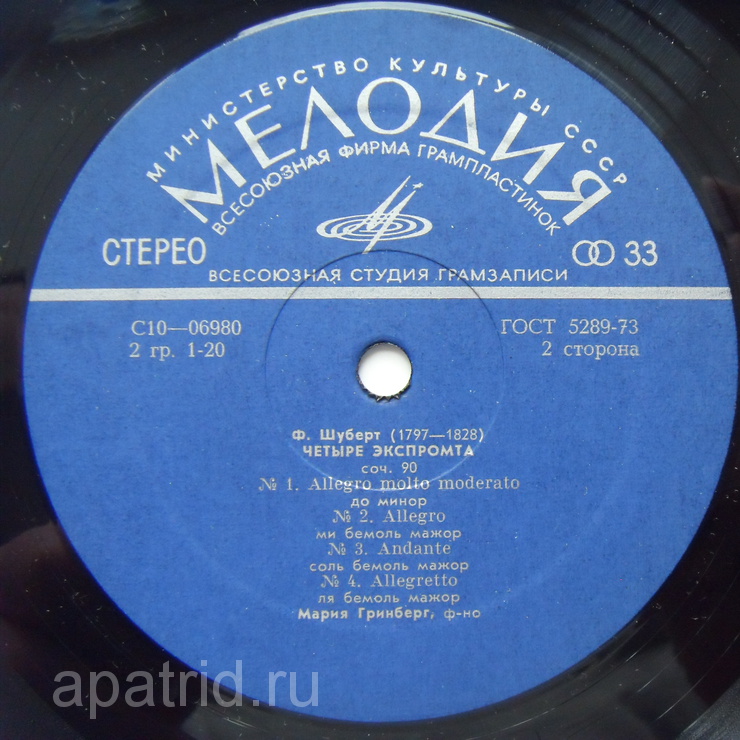 МИНИСТЕРСТВО КУЛЬТУРЫ СССР
МЕЛОДИЯ
ВСЕСОЮЗНАЯ ФИРМА ГРАМПЛАСТИНОК
СТЕРЕО
33
ВСЕСОЮЗНАЯ СТУДИЯ ГРАМЗАПИСИ
С10—06980
ГОСТ 5289-73
2 гр. 1-20
2 сторона
Ф. Шуберт (1797—1828)
ЧЕТЫРЕ ЭКСПРОМТА
соч. 90
№ 1. Allegro molto moderato
до минор
№ 2. Allegro
ми бемоль мажор
№ 3. Andante
соль бемоль мажор
№ 4. Allegretto
ля бемоль мажор
Мария Гринберг, ф-но
apatrid.ru